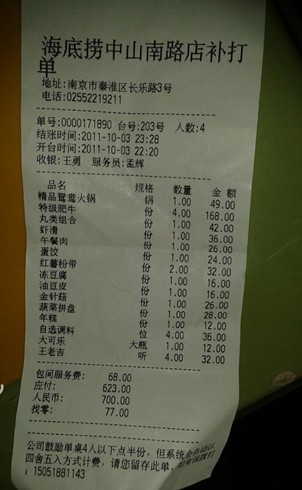 海底捞中山南路店补打
单
地址:南京市秦淮区长乐路3号
电话:02552219211
单号:0000171890 台号:203号 人数:4
结账时间:2011-10-03 23:28
开台时间:2011-10-03 22:20
收银:王勇 服务员:孟辉
品名 规格 数量 金额
精品鸳鸯火锅 锅 1.00 49.00
特级肥牛 份 4.00 168.00
丸类组合 份 1.00 42.00
虾滑 份 1.00 36.00
午餐肉 份 1.00 26.00
蛋饺 份 1.00 24.00
红薯粉带 份 2.00 32.00
冻豆腐 份 1.00 16.00
油豆皮 份 1.00 16.00
金针菇 份 1.00 26.00
蔬菜拼盘 份 1.00 28.00
年糕 份 1.00 12.00
自选调料 位 4.00 36.00
大可乐 大瓶 1.00 12.00
王老吉 听 4.00 32.00
包间服务费: 68.00
应付: 623.00
人民币: 700.00
找零: 77.00
公司鼓励单桌4人以下点半份，但系统会自动以
四舍五入方式计费，请您留存此单，
：15051881143